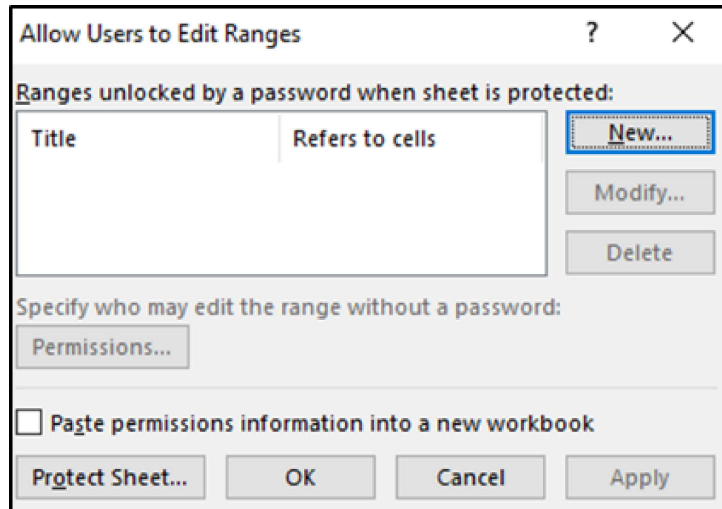 Allow Users to Edit Ranges ?
Ranges unlocked by a password when sheet is protected:
Title Refers to cells
New...
Modify...
Delete
Specify who may edit the range without a password:
Permissions...
Paste permissions information into a new workbook
Protect Sheet... OK Cancel Apply